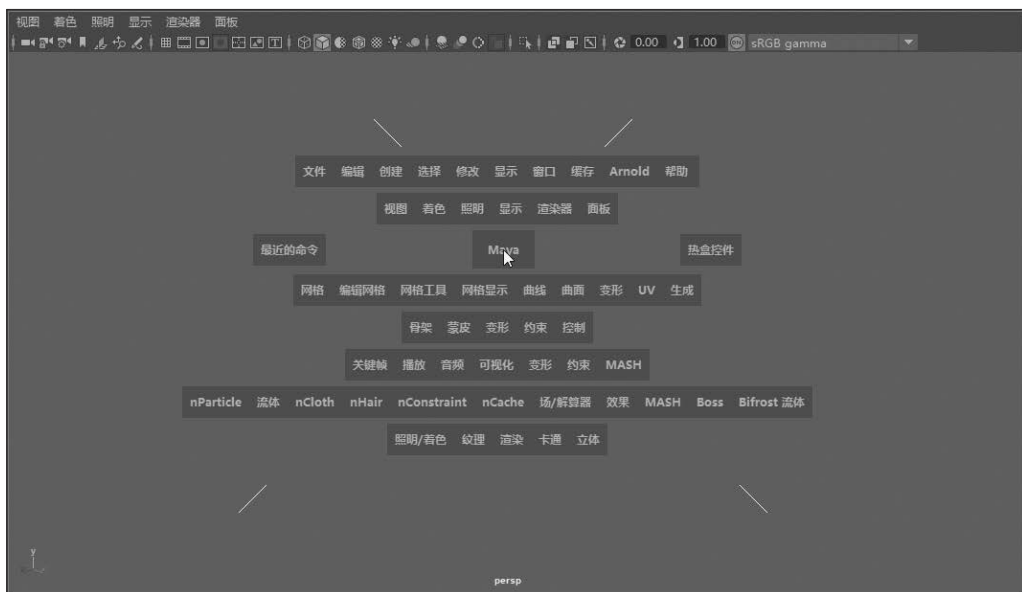 视图 着色 照明 显示 渲染器 面板
0.00 1.00 sRGB gamma
文件 编辑 创建 选择 修改 显示 窗口 缓存 Arnold 帮助
视图 着色 照明 显示 渲染器 面板
最近的命令 Maya 热盒控件
网格 编辑网格 网格工具 网格显示 曲线 曲面 变形 UV 生成
骨架 蒙皮 变形 约束 控制
关键帧 播放 音频 可视化 变形 约束 MASH
nParticle 流体 nCloth nHair nConstraint nCache 场/解算器 效果 MASH Boss Bifrost 流体
照明/着色 纹理 渲染 卡通 立体
y
persp